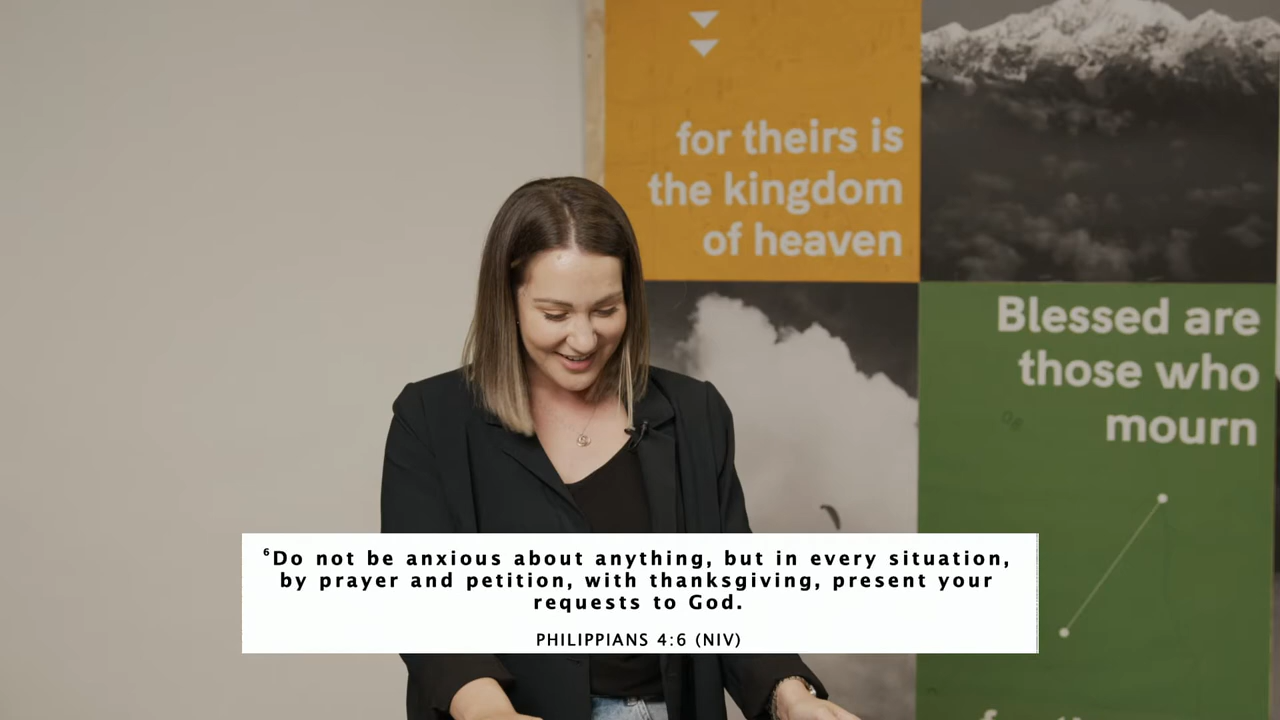 for theirs is
the kingdom
of heaven
Blessed are
those who
mourn
⁶Do not be anxious about anything, but in every situation,
by prayer and petition, with thanksgiving, present your
requests to God.
PHILIPPIANS 4:6 (NIV)